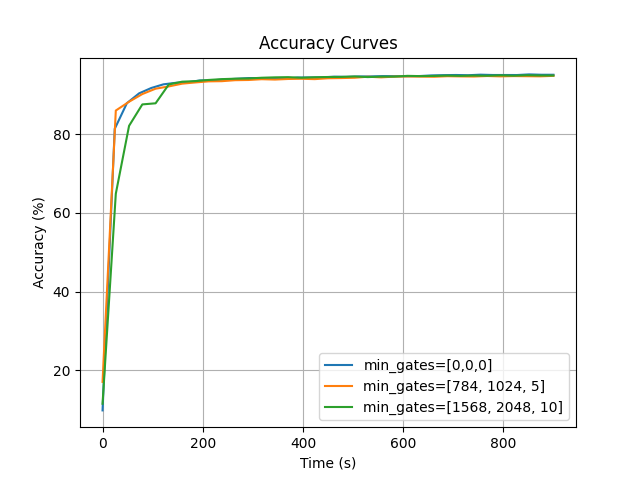 Accuracy Curves
Accuracy (%)
80
60
40
20
0
200
400
600
800
Time (s)
min_gates=[0,0,0]
min_gates=[784, 1024, 5]
min_gates=[1568, 2048, 10]